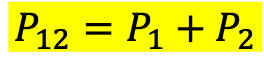 P₁₂ = P₁ + P₂